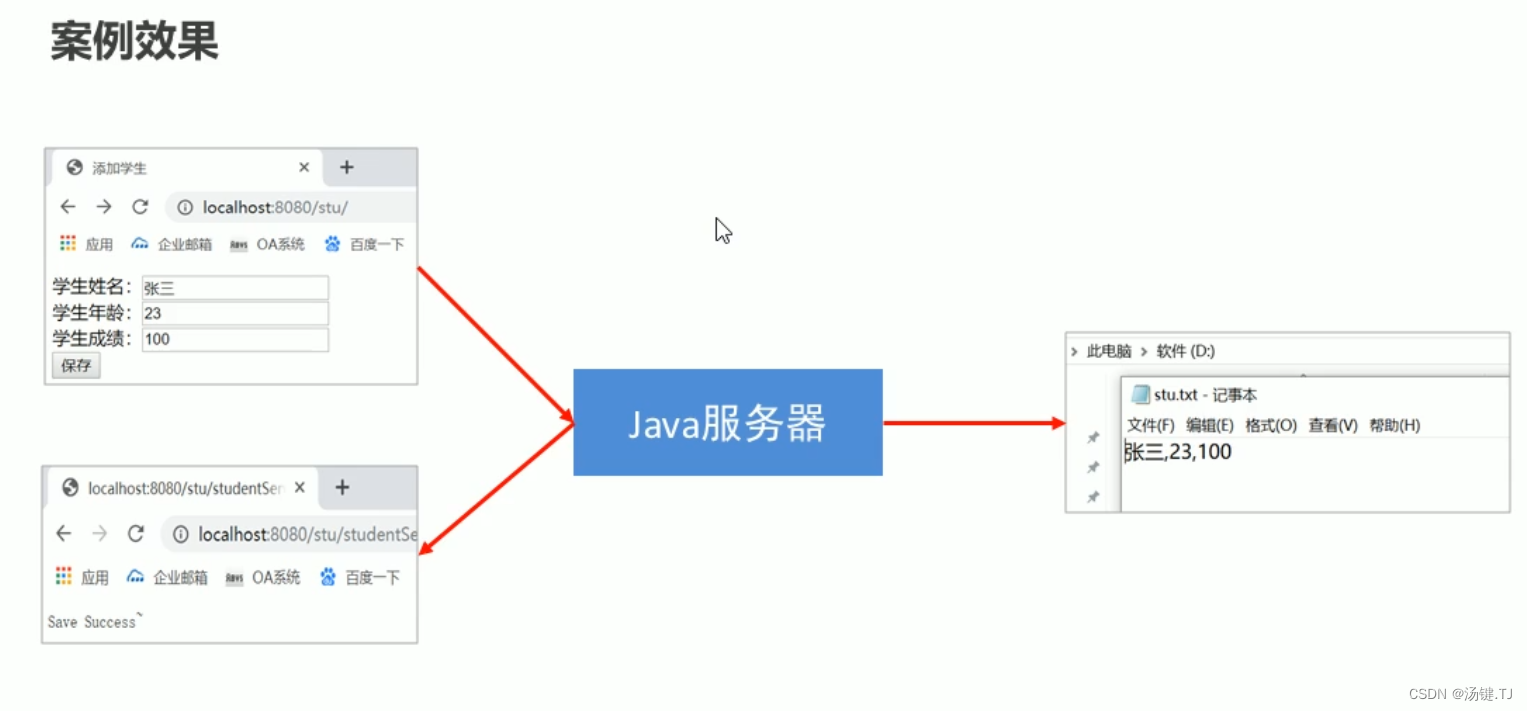 案例效果
添加学生
localhost:8080/stu/
应用 企业邮箱 OA系统 百度一下
学生姓名: 张三
学生年龄: 23
学生成绩: 100
保存
localhost:8080/stu/studentSer
localhost:8080/stu/studentSe
应用 企业邮箱 OA系统 百度一下
Save Success~
Java服务器
此电脑 软件 (D:)
stu.txt - 记事本
文件(F) 编辑(E) 格式(O) 查看(V) 帮助(H)
张三,23,100
CSDN @汤键.TJ